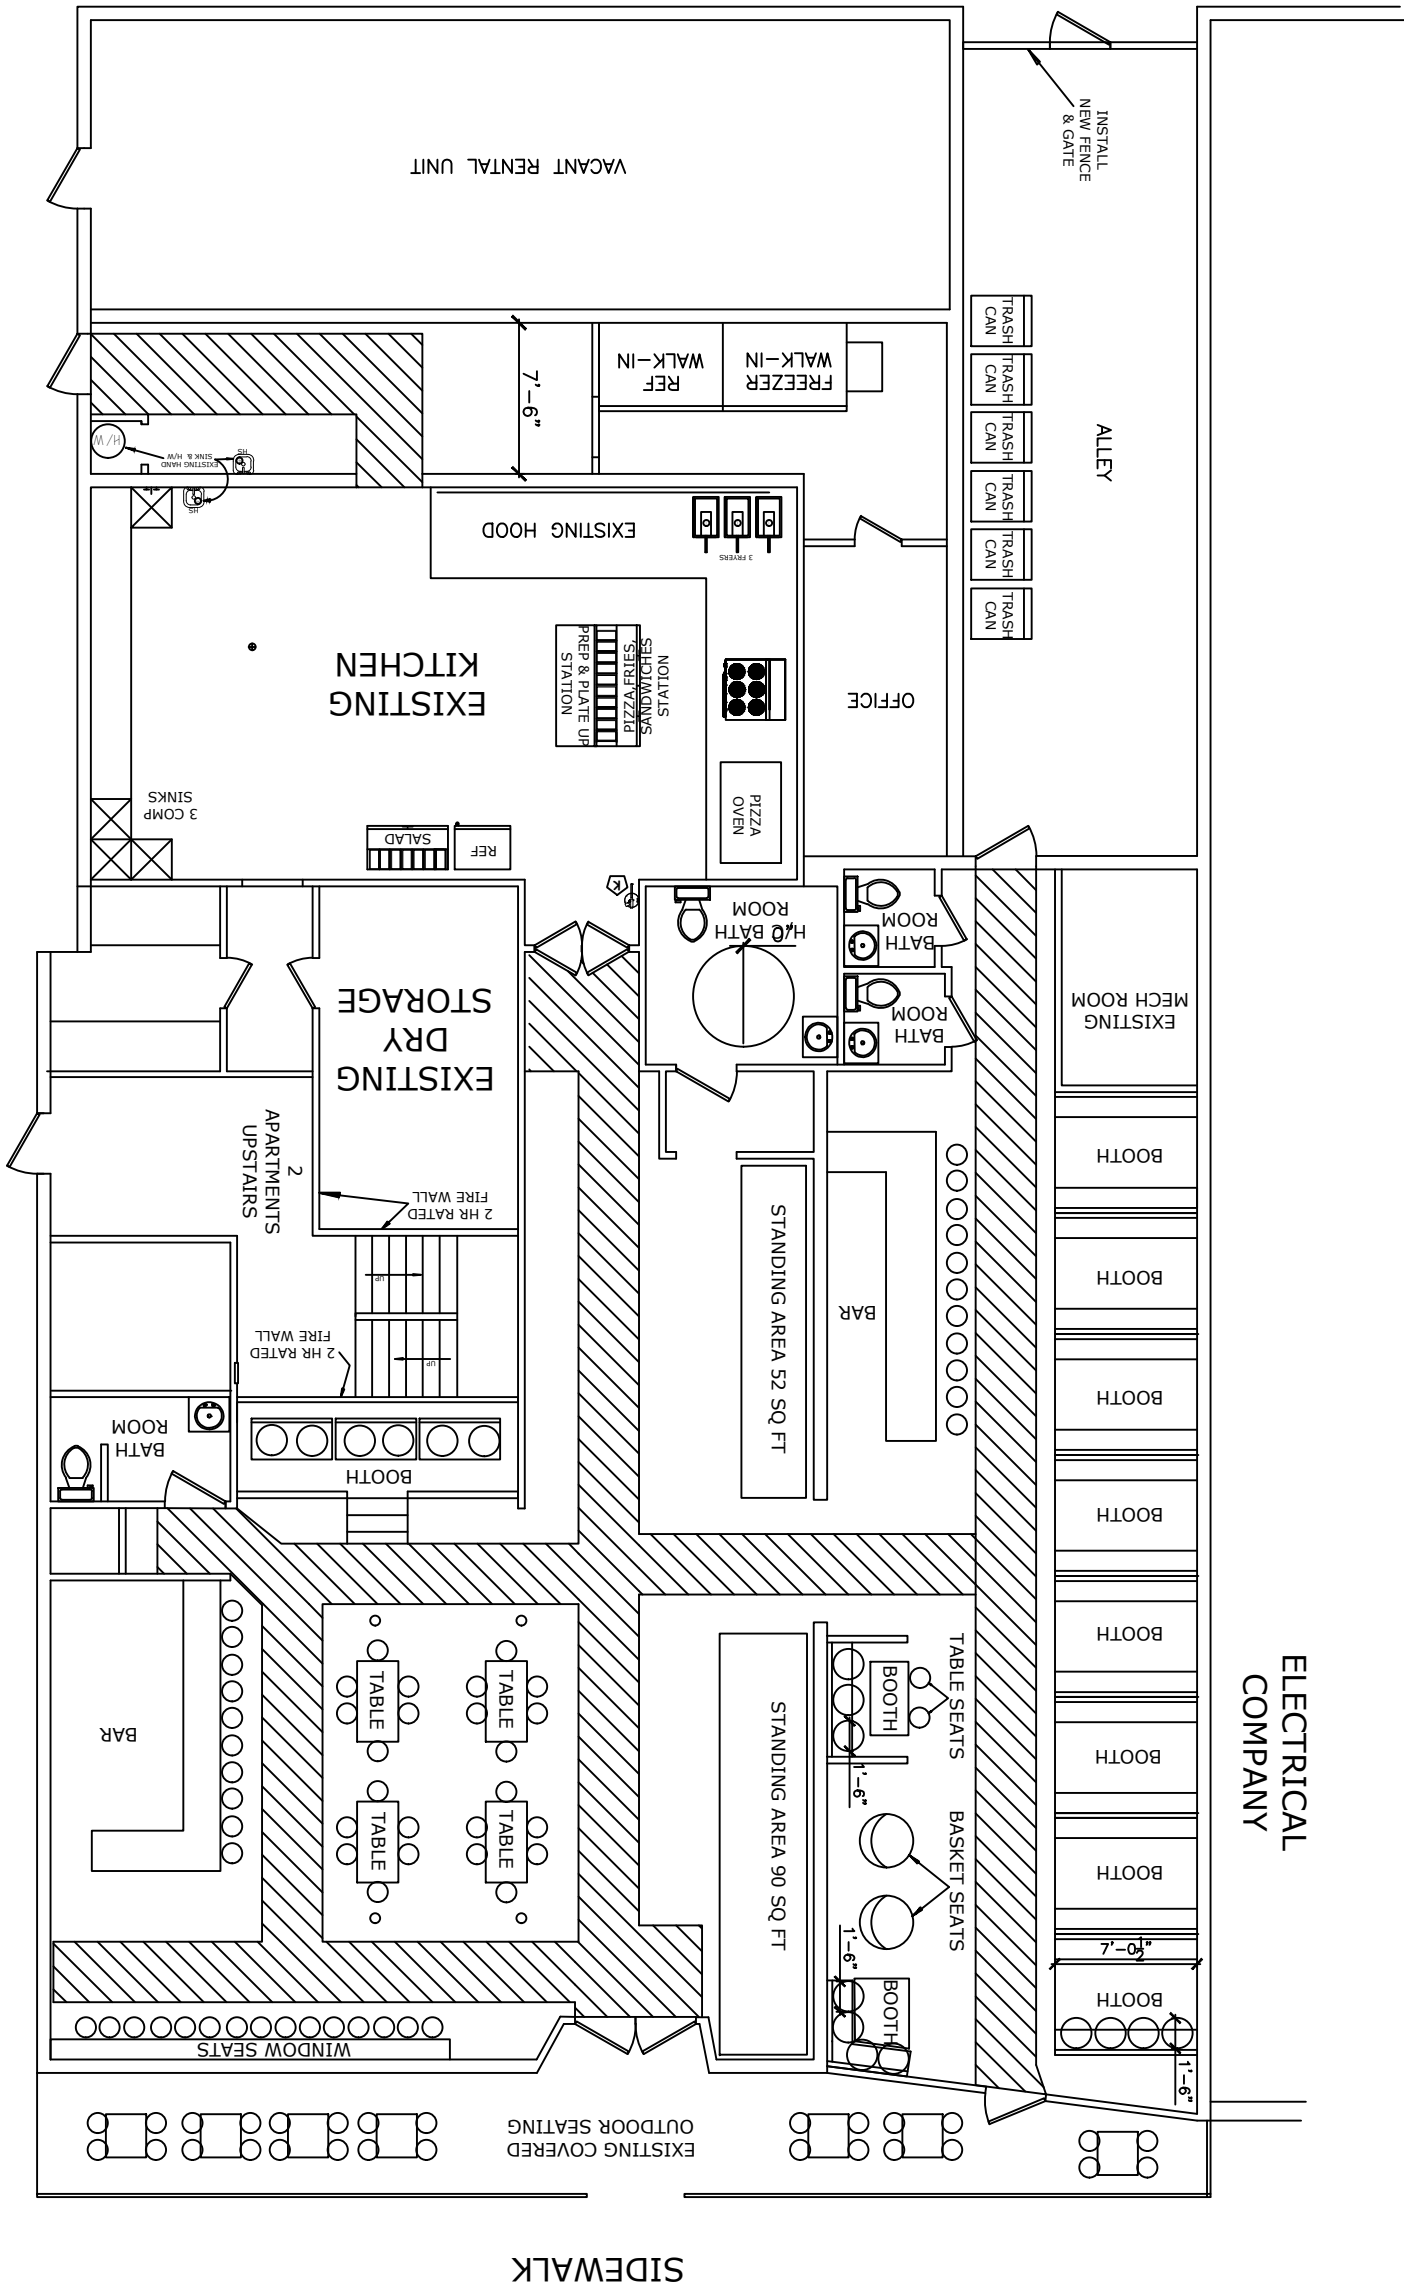 SIDEWALK
EXISTING COVERED
OUTDOOR SEATING
WINDOW SEATS
BAR
TABLE
TABLE
TABLE
TABLE
STANDING AREA 90 SQ FT
BOOTH
1'-6"
BASKET SEATS
BOOTH
1'-6"
TABLE SEATS
BOOTH
7'-0½"
1'-6"
BOOTH
BOOTH
BOOTH
BOOTH
BOOTH
BOOTH
BOOTH
ELECTRICAL
COMPANY
BATH
ROOM
BOOTH
2 HR RATED
FIRE WALL
UP
UP
2 HR RATED
FIRE WALL
2
APARTMENTS
UPSTAIRS
EXISTING
DRY
STORAGE
STANDING AREA 52 SQ FT
BAR
EXISTING
MECH ROOM
BATH
ROOM
BATH
ROOM
H/C BATH
ROOM
0"
K
3 COMP
SINKS
SALAD
REF
PIZZA
OVEN
EXISTING
KITCHEN
PREP & PLATE UP
STATION
PIZZA,FRIES,
SANDWICHES
STATION
3 FRYERS
EXISTING HOOD
OFFICE
HS
HS
EXISTING HAND
SINK & H/W
H/W
7'-6"
REF
WALK-IN
FREEZER
WALK-IN
VACANT RENTAL UNIT
ALLEY
TRASH
CAN
TRASH
CAN
TRASH
CAN
TRASH
CAN
TRASH
CAN
TRASH
CAN
INSTALL
NEW FENCE
& GATE